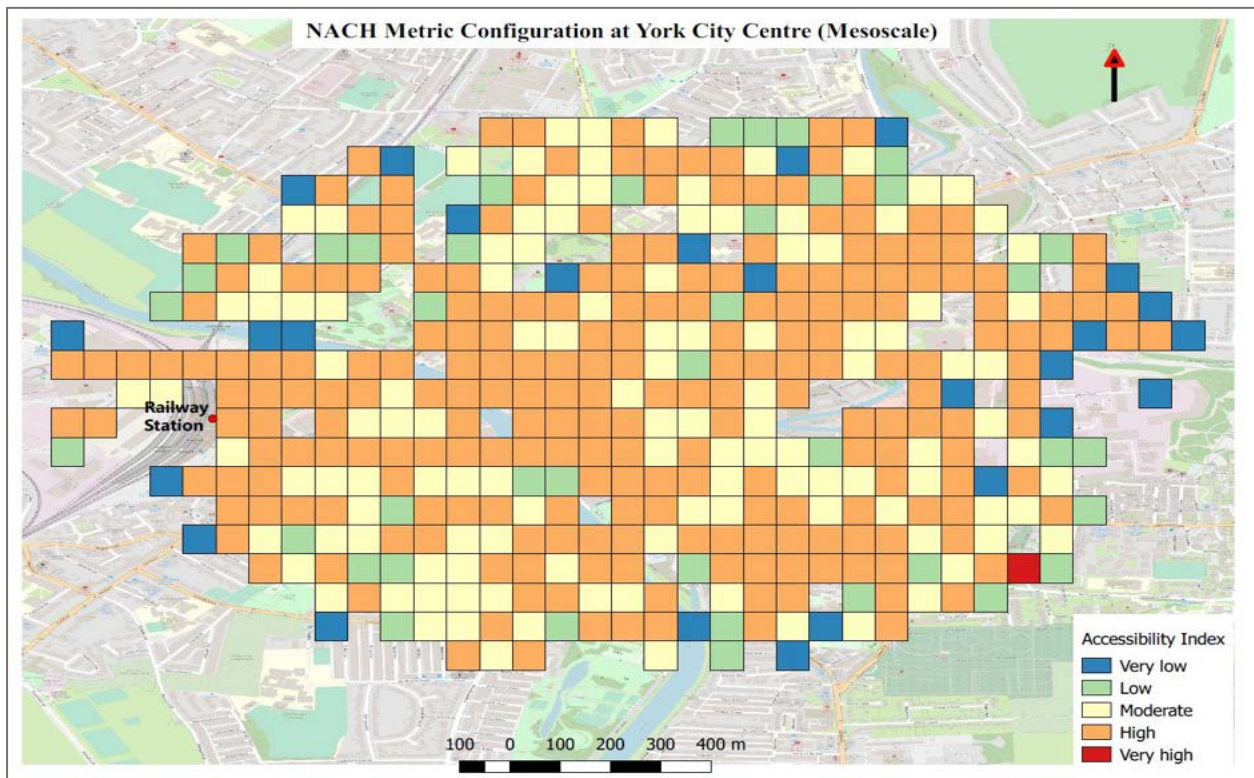 NACH Metric Configuration at York City Centre (Mesoscale)
Railway
Station
Accessibility Index
Very low
Low
Moderate
High
Very high
100 0 100 200 300 400 m